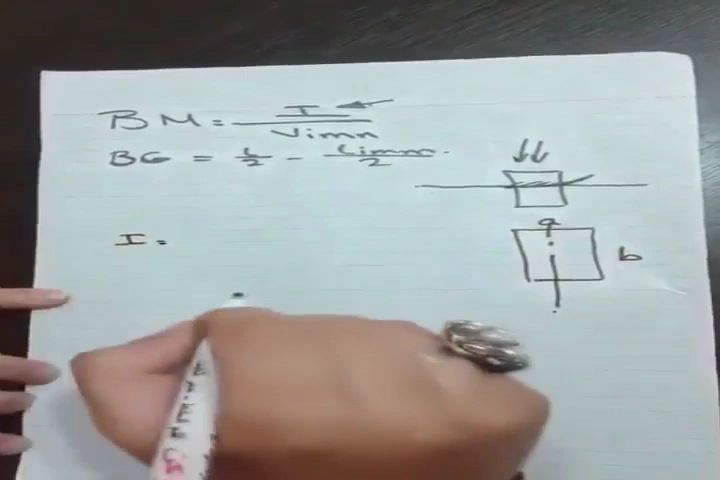 BM = I / Vimm
BG = L/2 - Limm/2
a
I =
b